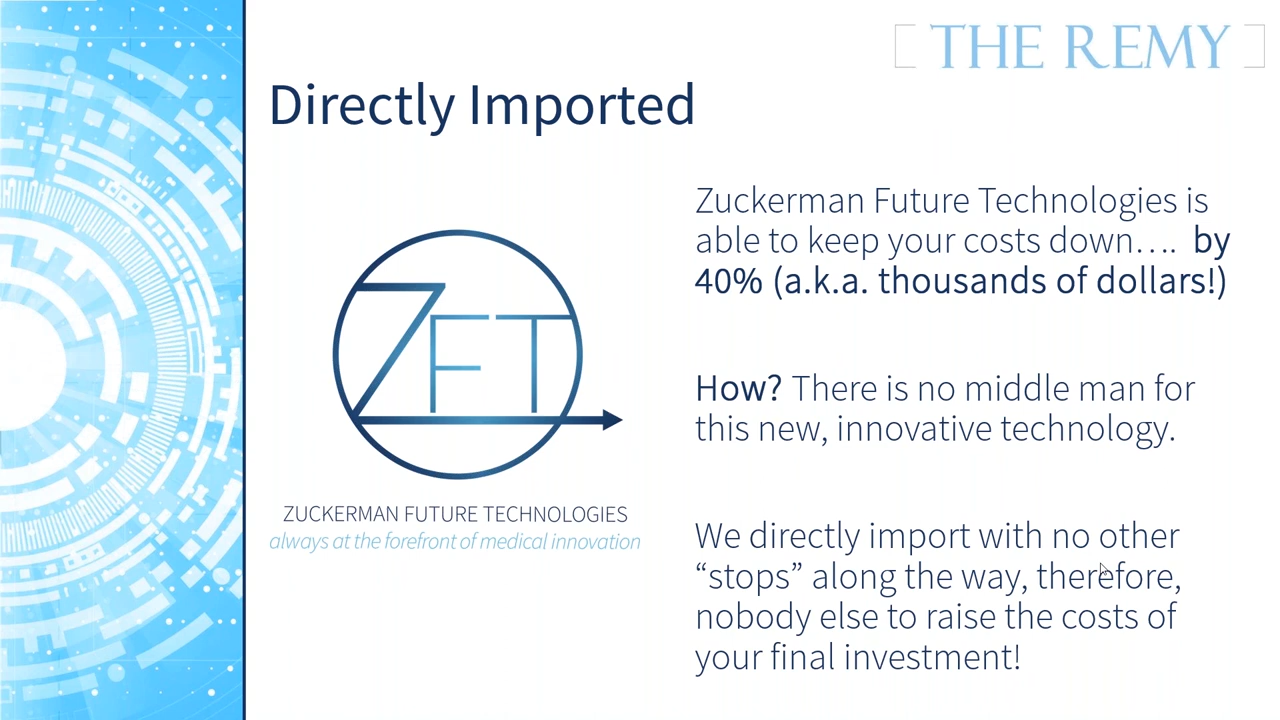 THE REMY
Directly Imported
Zuckerman Future Technologies is
able to keep your costs down…. by
40% (a.k.a. thousands of dollars!)
How? There is no middle man for
this new, innovative technology.
We directly import with no other
“stops” along the way, therefore,
nobody else to raise the costs of
your final investment!
ZFT
ZUCKERMAN FUTURE TECHNOLOGIES
always at the forefront of medical innovation